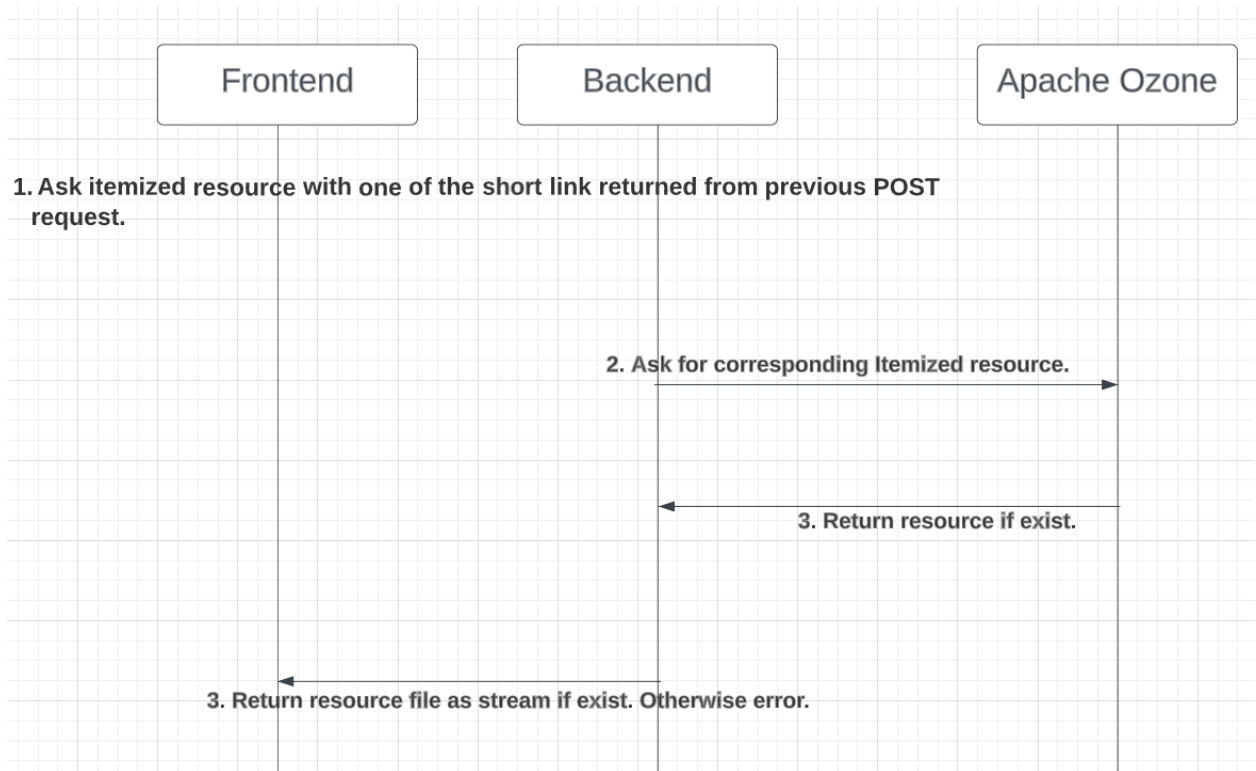 Frontend
Backend
Apache Ozone
1. Ask itemized resource with one of the short link returned from previous POST
request.
2. Ask for corresponding Itemized resource.
3. Return resource if exist.
3. Return resource file as stream if exist. Otherwise error.